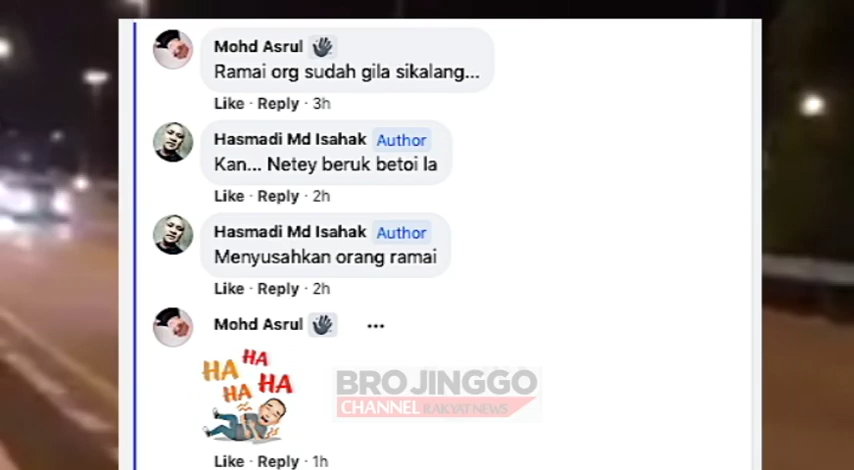 Mohd Asrul
Ramai org sudah gila sikalang...
Like · Reply · 3h
Hasmadi Md Isahak Author
Kan... Netey beruk betoi la
Like · Reply · 2h
Hasmadi Md Isahak Author
Menyusahkan orang ramai
Like · Reply · 2h
Mohd Asrul ...
HA HA
HA HA
BRO JINGGO
CHANNEL RAKYAT NEWS
Like · Reply · 1h